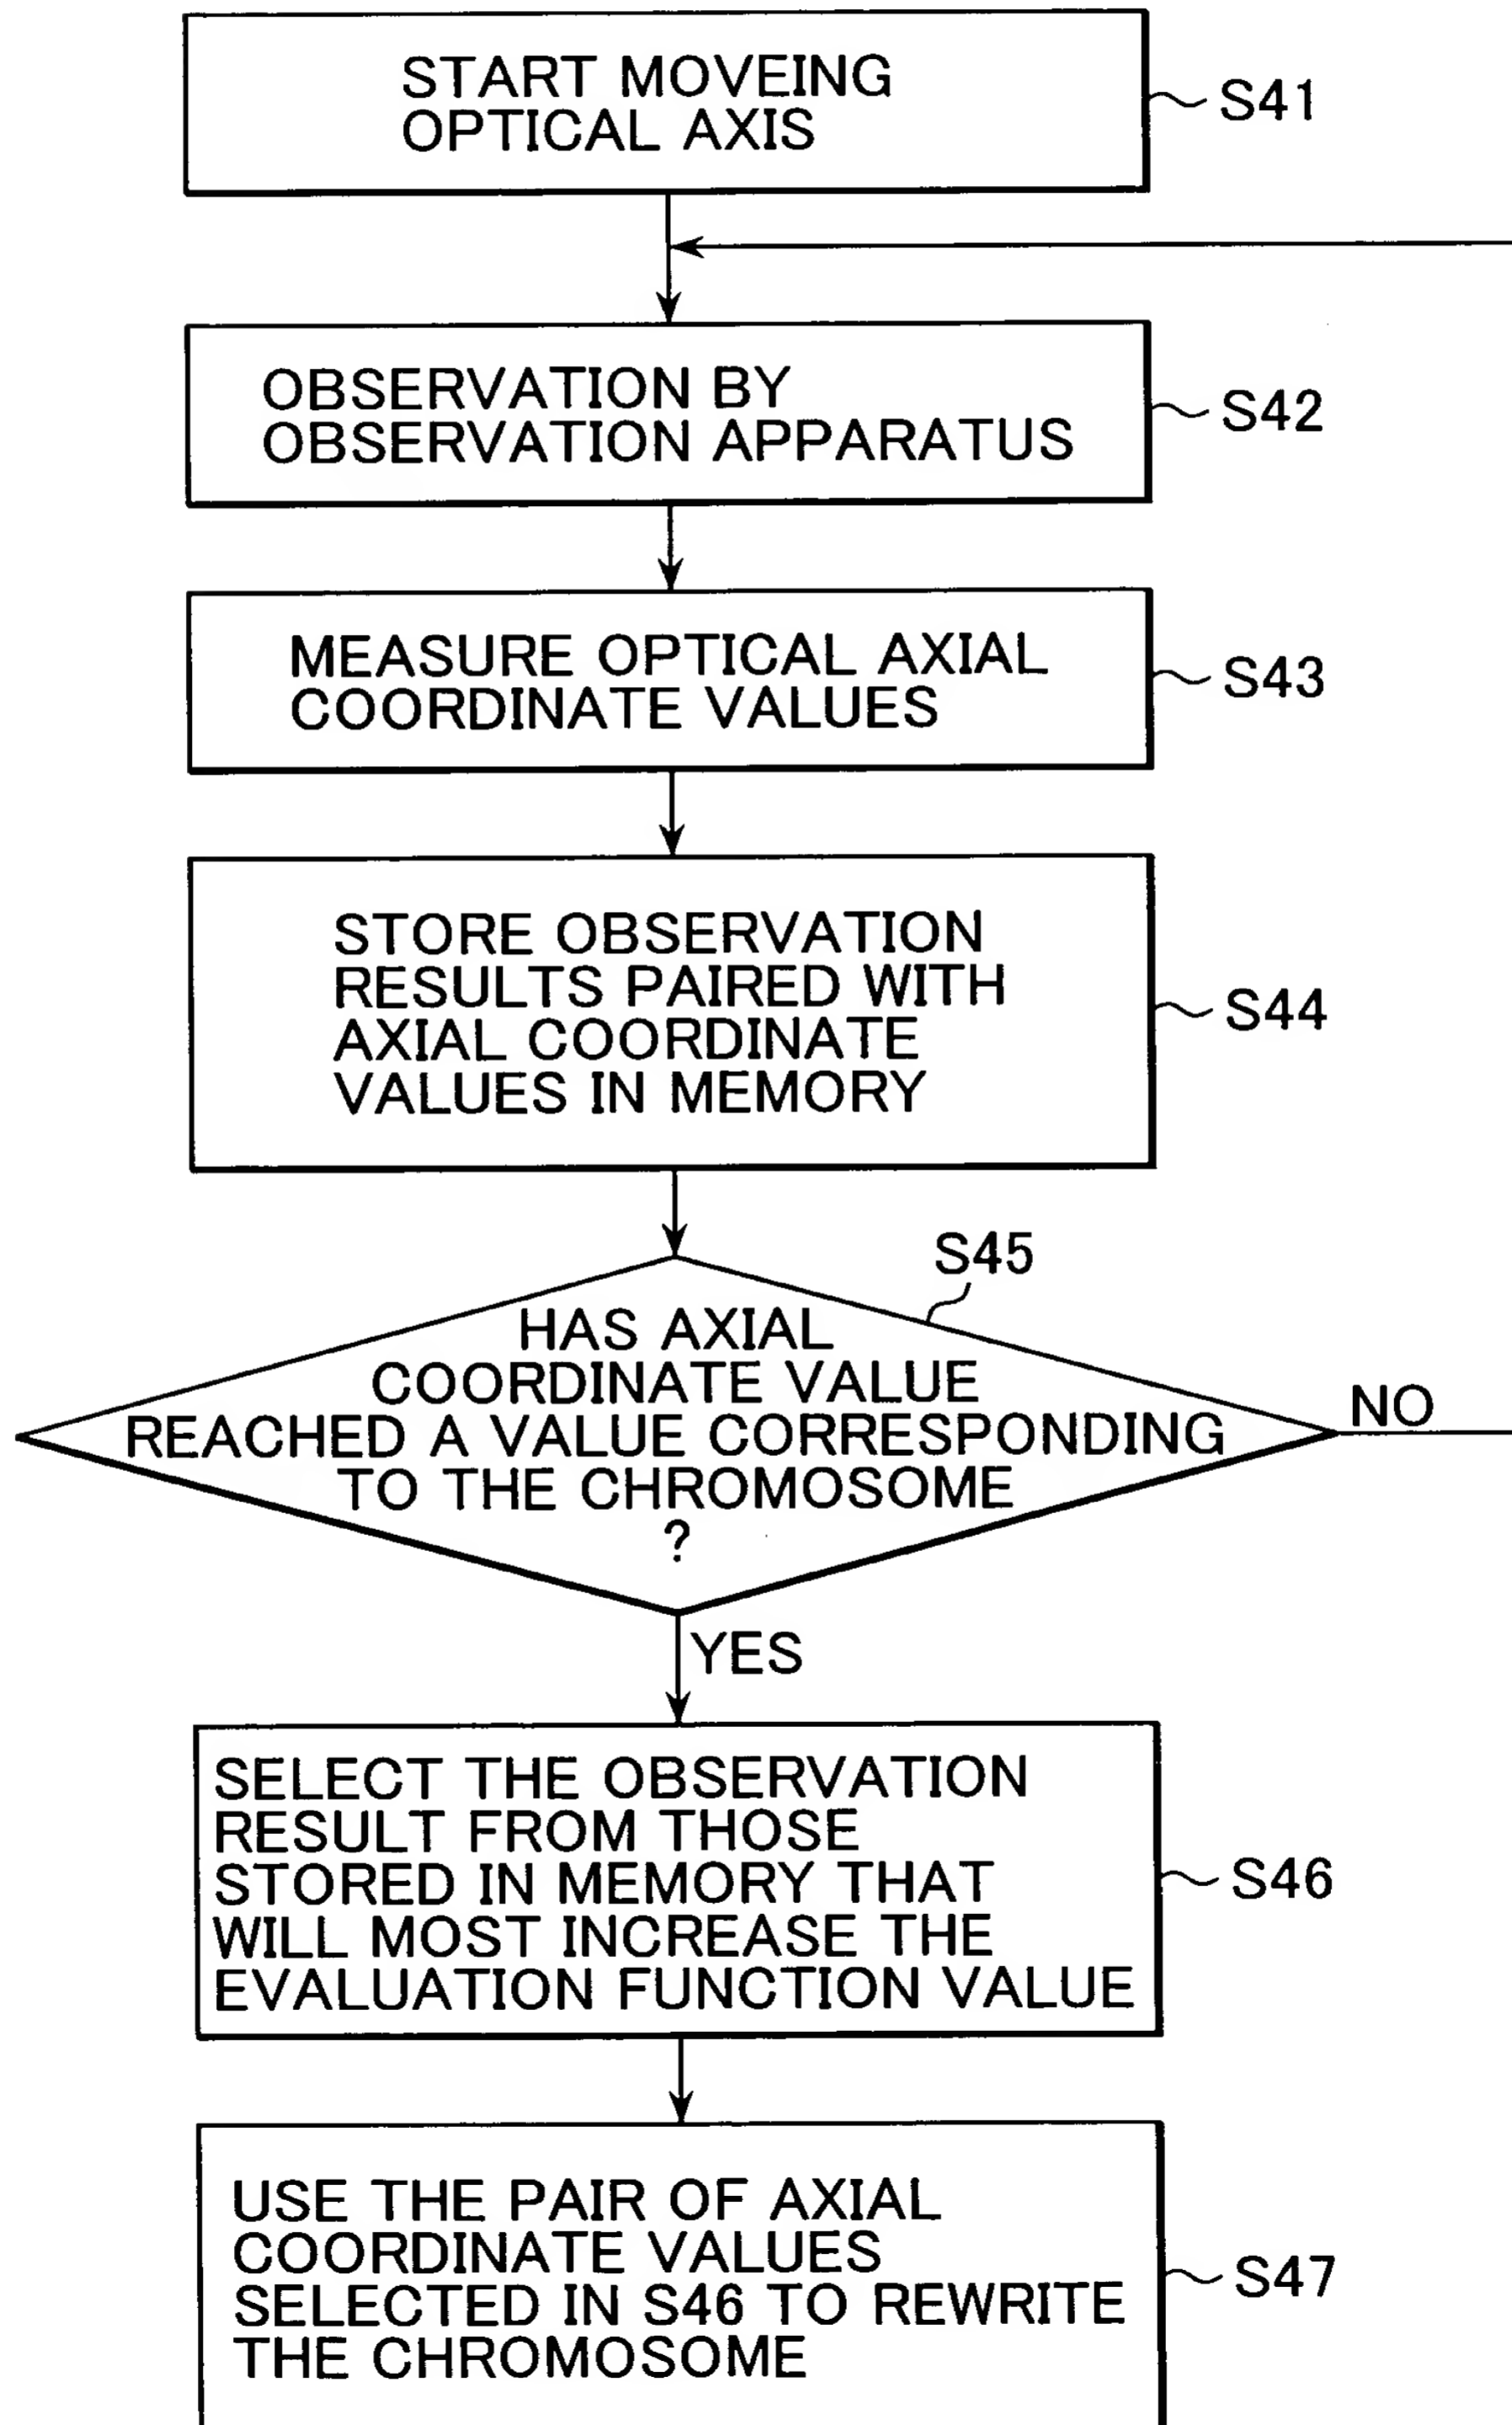 START MOVEING
OPTICAL AXIS
S41
OBSERVATION BY
OBSERVATION APPARATUS
S42
MEASURE OPTICAL AXIAL
COORDINATE VALUES
S43
STORE OBSERVATION
RESULTS PAIRED WITH
AXIAL COORDINATE
VALUES IN MEMORY
S44
S45
HAS AXIAL
COORDINATE VALUE
REACHED A VALUE CORRESPONDING
TO THE CHROMOSOME
?
NO
YES
SELECT THE OBSERVATION
RESULT FROM THOSE
STORED IN MEMORY THAT
WILL MOST INCREASE THE
EVALUATION FUNCTION VALUE
S46
USE THE PAIR OF AXIAL
COORDINATE VALUES
SELECTED IN S46 TO REWRITE
THE CHROMOSOME
S47